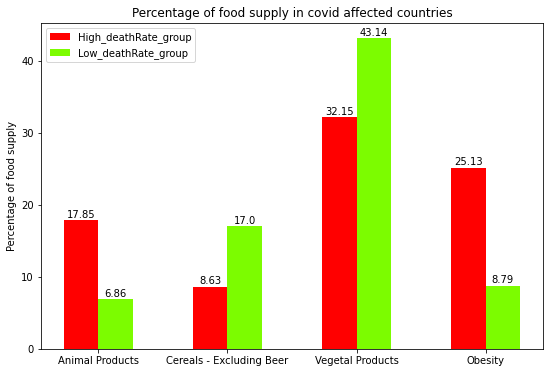 Percentage of food supply in covid affected countries
High_deathRate_group
Low_deathRate_group
Percentage of food supply
40
30
20
10
0
17.85
6.86
8.63
17.0
32.15
43.14
25.13
8.79
Animal Products
Cereals - Excluding Beer
Vegetal Products
Obesity